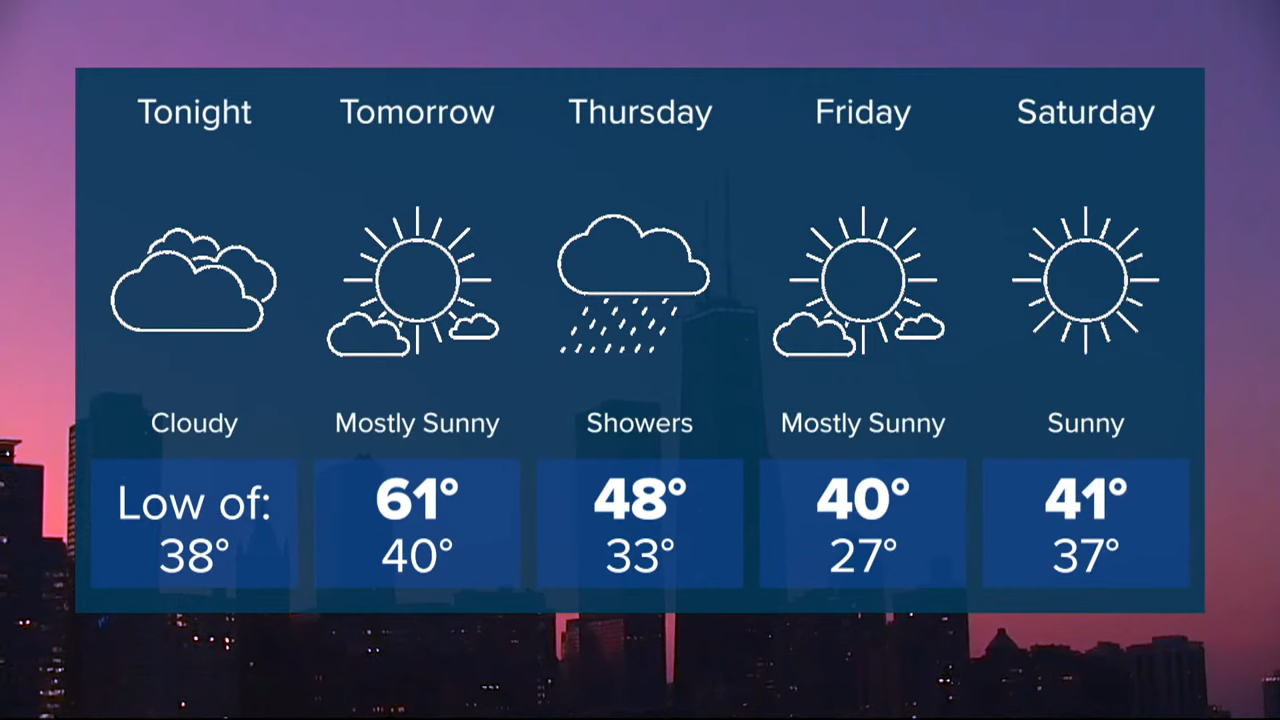 Tonight
Tomorrow
Thursday
Friday
Saturday
Cloudy
Mostly Sunny
Showers
Mostly Sunny
Sunny
Low of:
38°
61°
40°
48°
33°
40°
27°
41°
37°